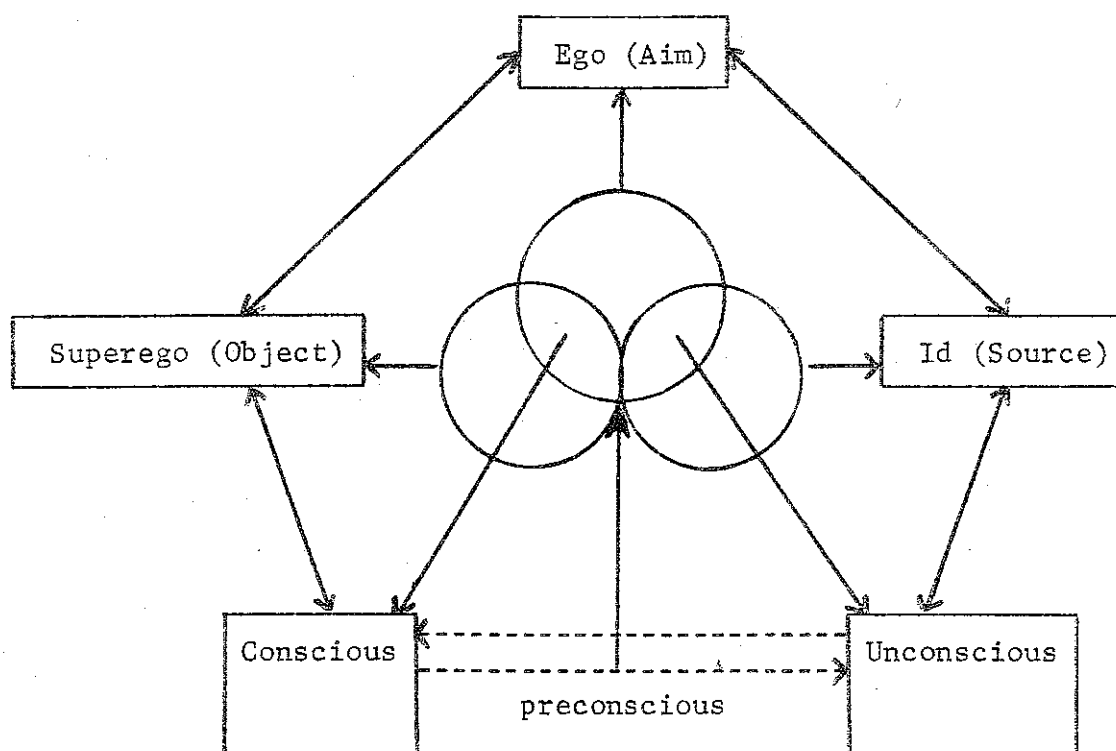 Ego (Aim)
Superego (Object)
Id (Source)
Conscious
Unconscious
preconscious